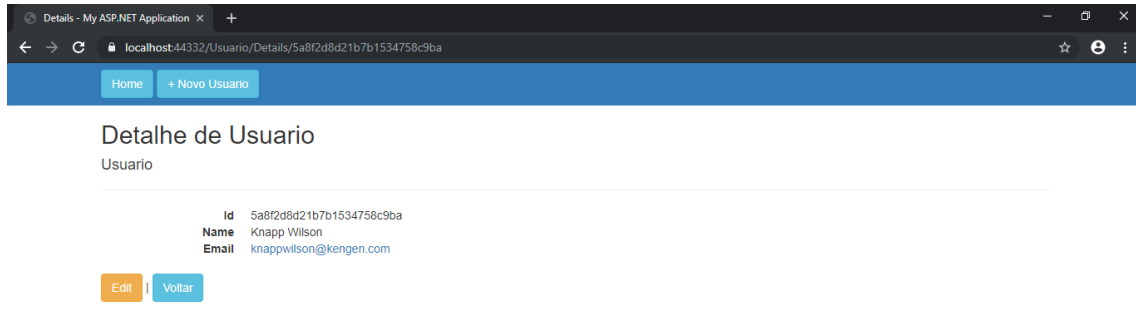 Details - My ASP.NET Application
localhost:44332/Usuario/Details/5a8f2d8d21b7b1534758c9ba
Home + Novo Usuario
Detalhe de Usuario
Usuario
Id 5a8f2d8d21b7b1534758c9ba
Name Knapp Wilson
Email knappwilson@kengen.com
Edit | Voltar